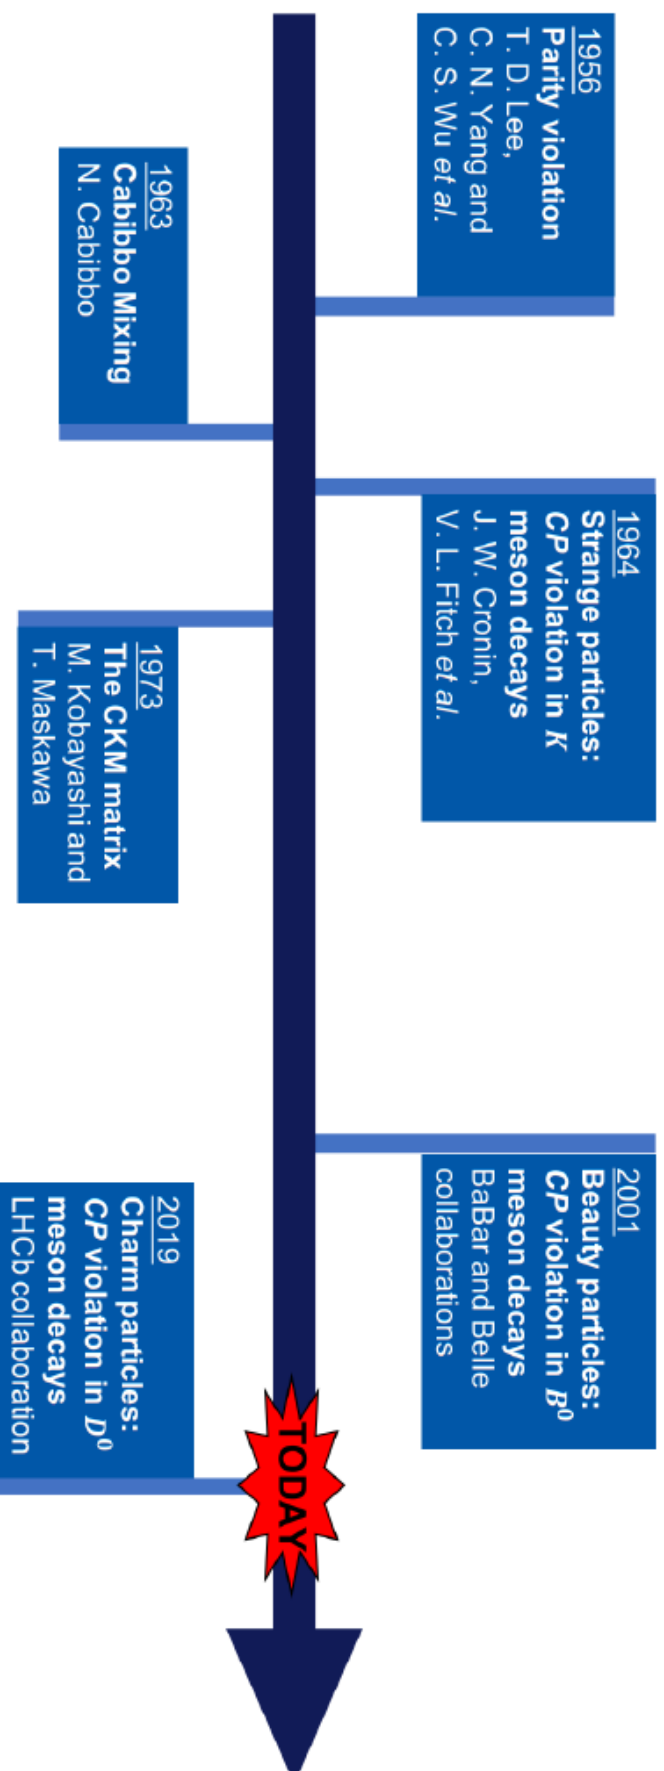 1956
Parity violation
T. D. Lee,
C. N. Yang and
C. S. Wu et al.
1963
Cabibbo Mixing
N. Cabibbo
1964
Strange particles:
CP violation in K
meson decays
J. W. Cronin,
V. L. Fitch et al.
1973
The CKM matrix
M. Kobayashi and
T. Maskawa
2001
Beauty particles:
CP violation in B⁰
meson decays
BaBar and Belle
collaborations
2019
Charm particles:
CP violation in D⁰
meson decays
LHCb collaboration
TODAY